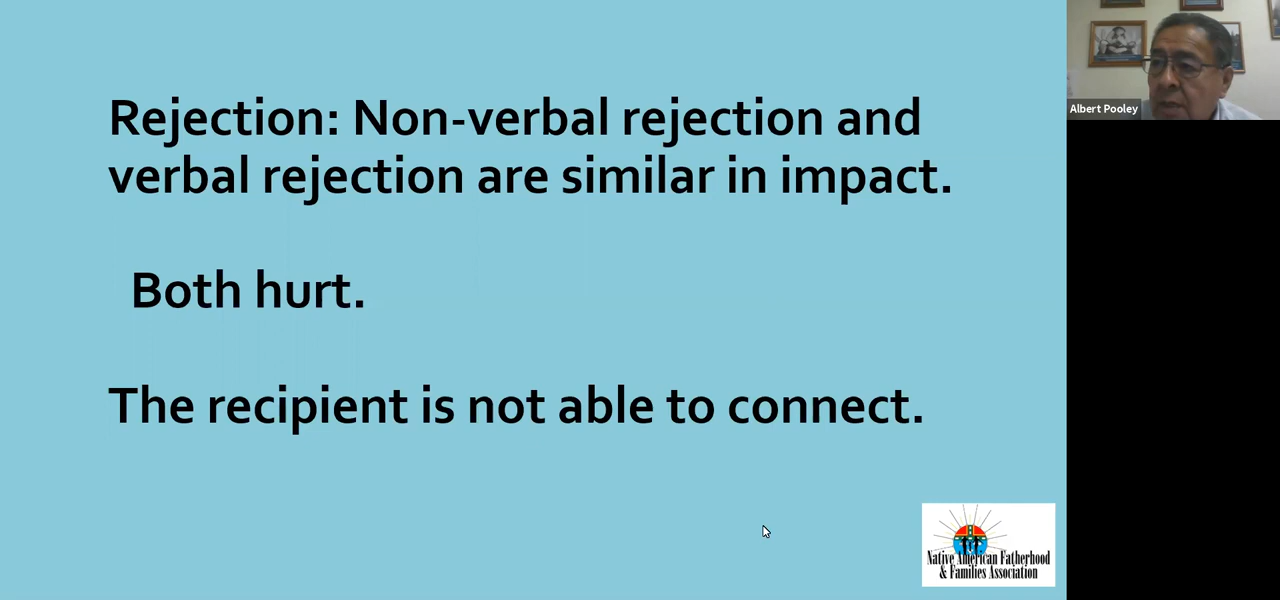 Rejection: Non-verbal rejection and
verbal rejection are similar in impact.
Both hurt.
The recipient is not able to connect.
Albert Pooley
Native American Fatherhood
& Families Association